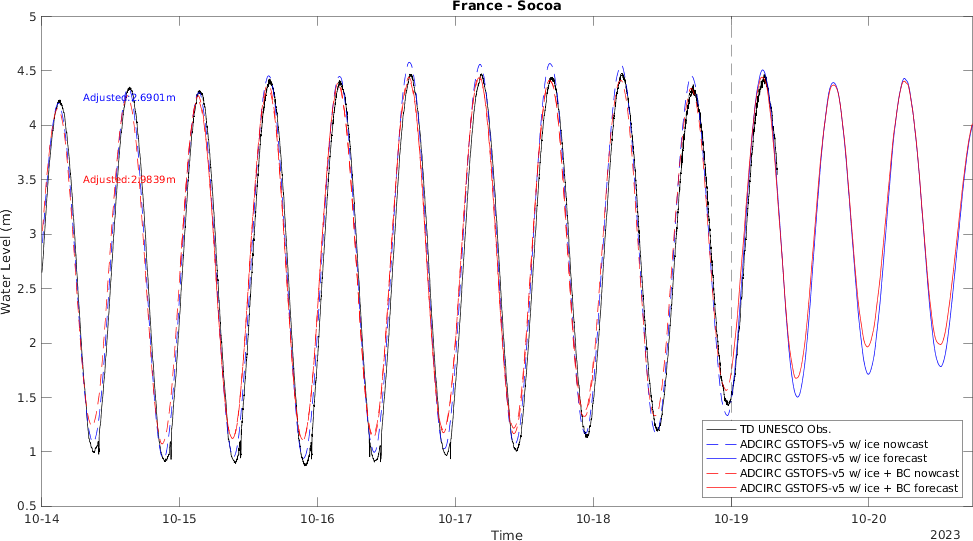 France - Socoa
Water Level (m)
5
4.5
4
3.5
3
2.5
2
1.5
1
0.5
Adjusted:2.6901m
Adjusted:2.9839m
TD UNESCO Obs.
ADCIRC GSTOFS-v5 w/ ice nowcast
ADCIRC GSTOFS-v5 w/ ice forecast
ADCIRC GSTOFS-v5 w/ ice + BC nowcast
ADCIRC GSTOFS-v5 w/ ice + BC forecast
10-14 10-15 10-16 10-17 10-18 10-19 10-20
Time
2023